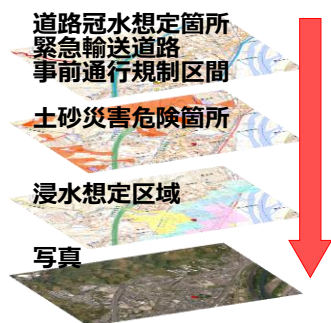 道路冠水想定箇所
緊急輸送道路
事前通行規制区間
土砂災害危険箇所
浸水想定区域
写真